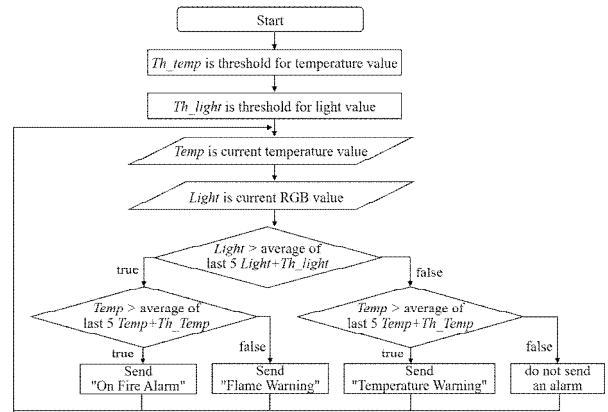 Start
Th_temp is threshold for temperature value
Th_light is threshold for light value
Temp is current temperature value
Light is current RGB value
Light > average of
last 5 Light+Th_light
true
false
Temp > average of
last 5 Temp+Th_Temp
Temp > average of
last 5 Temp+Th_Temp
true
false
true
false
Send
"On Fire Alarm"
Send
"Flame Warning"
Send
"Temperature Warning"
do not send
an alarm